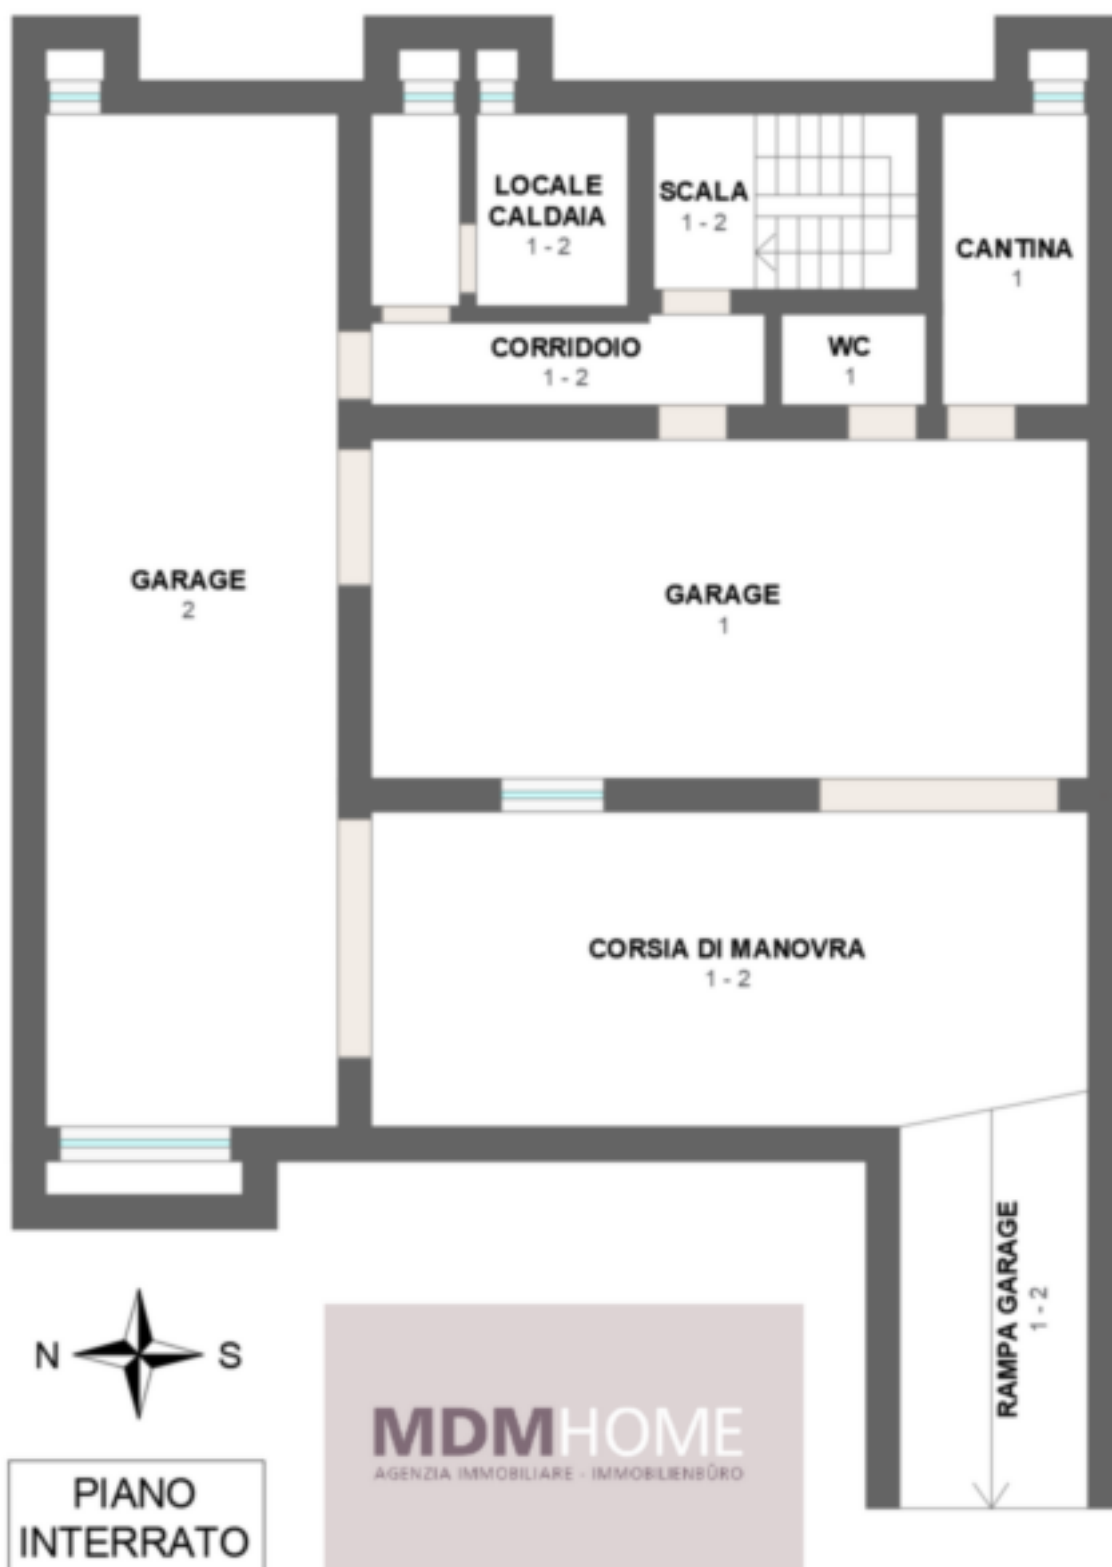 LOCALE
CALDAIA
1 - 2
SCALA
1 - 2
CANTINA
1
CORRIDOIO
1 - 2
WC
1
GARAGE
2
GARAGE
1
CORSIA DI MANOVRA
1 - 2
RAMPA GARAGE
1 - 2
N S
MDMHOME
AGENZIA IMMOBILIARE - IMMOBILIENBÜRO
PIANO
INTERRATO